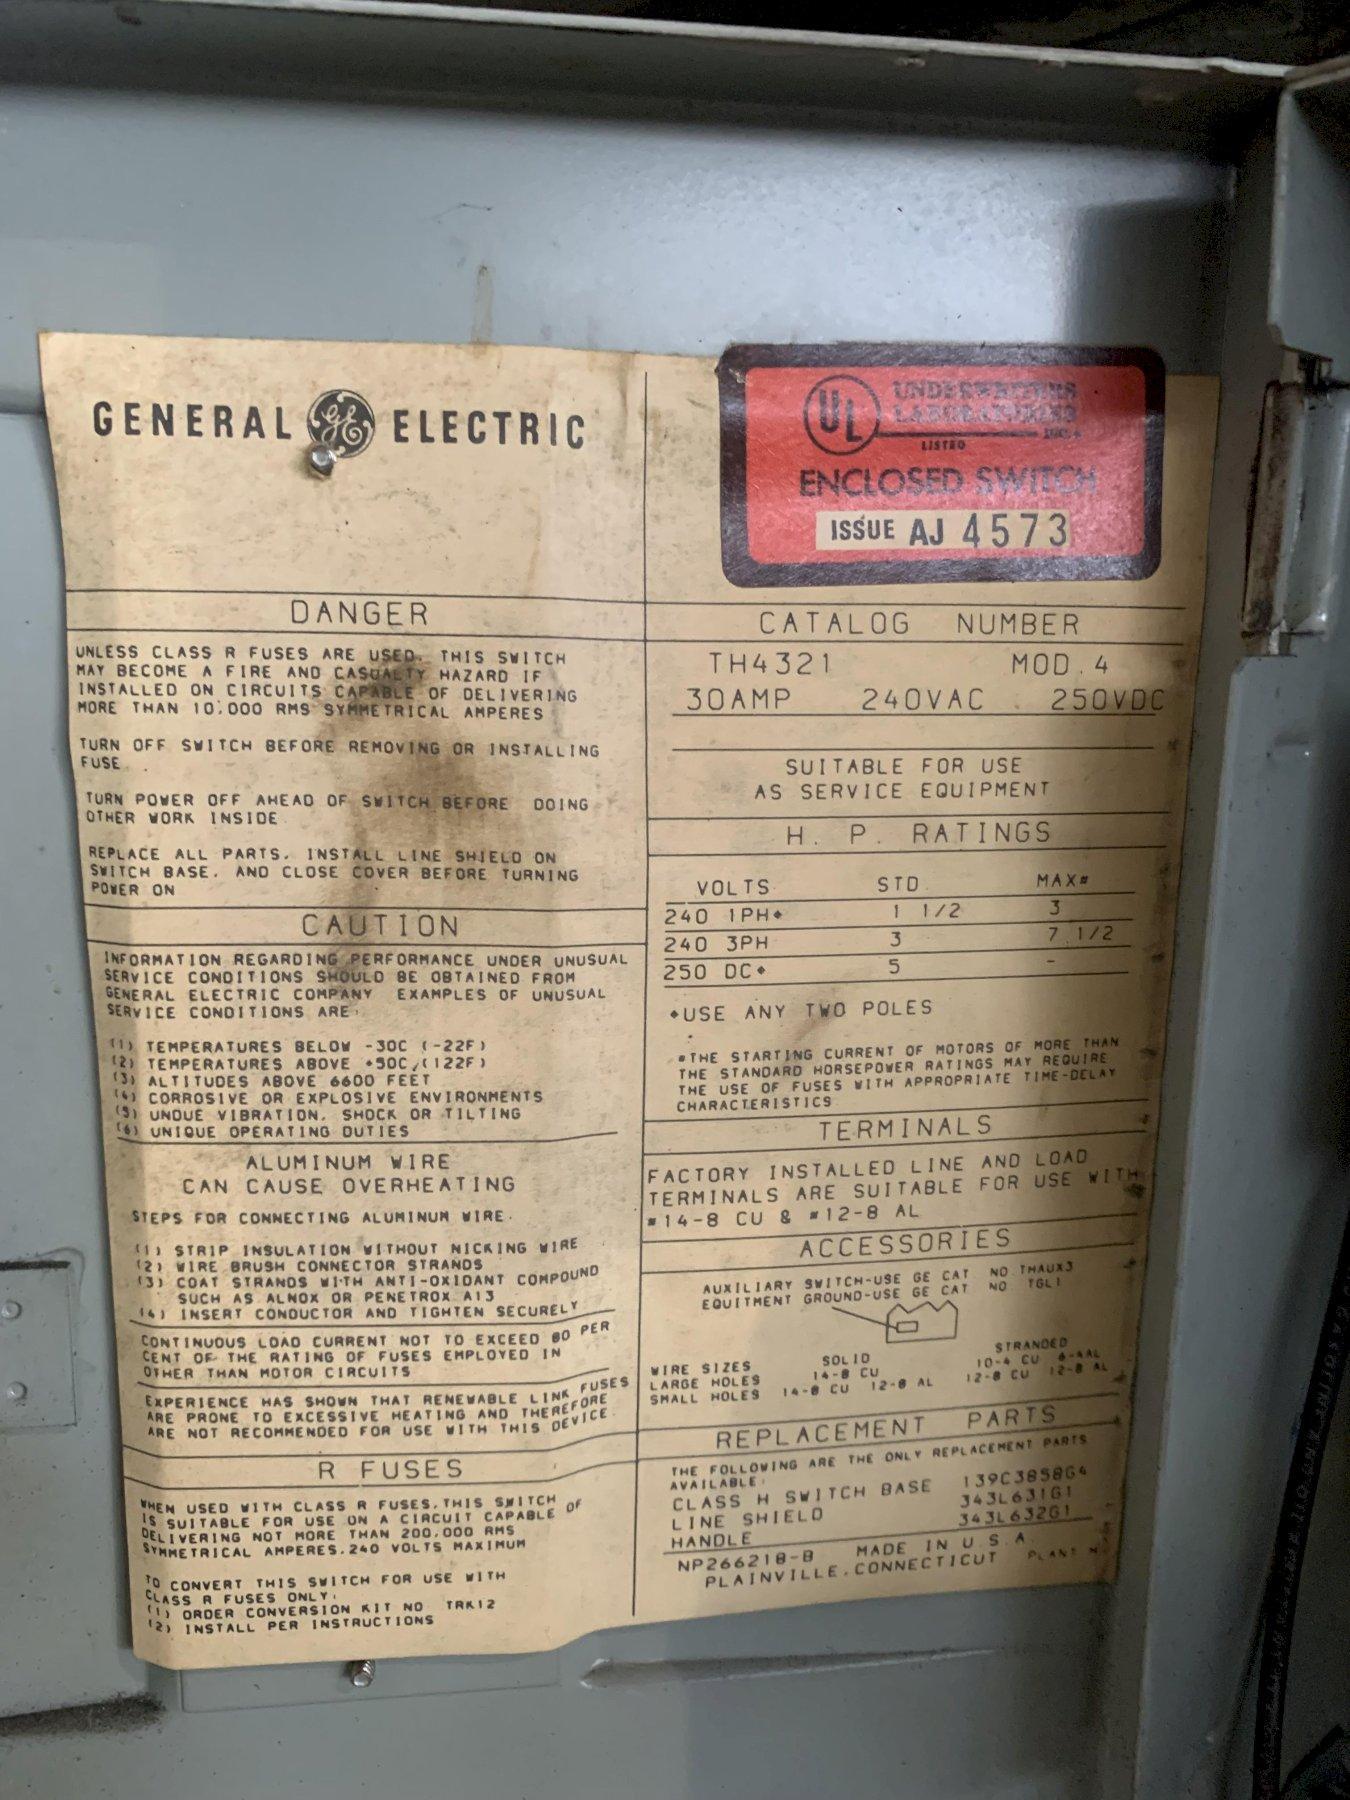 GENERAL GE ELECTRIC
DANGER
UNLESS CLASS R FUSES ARE USED, THIS SWITCH
MAY BECOME A FIRE AND CASUALTY HAZARD IF
INSTALLED ON CIRCUITS CAPABLE OF DELIVERING
MORE THAN 10,000 RMS SYMMETRICAL AMPERES
TURN OFF SWITCH BEFORE REMOVING OR INSTALLING
FUSE
TURN POWER OFF AHEAD OF SWITCH BEFORE DOING
OTHER WORK INSIDE
REPLACE ALL PARTS, INSTALL LINE SHIELD ON
SWITCH BASE, AND CLOSE COVER BEFORE TURNING
POWER ON
CAUTION
INFORMATION REGARDING PERFORMANCE UNDER UNUSUAL
SERVICE CONDITIONS SHOULD BE OBTAINED FROM
GENERAL ELECTRIC COMPANY EXAMPLES OF UNUSUAL
SERVICE CONDITIONS ARE:
(1) TEMPERATURES BELOW -30C (-22F)
(2) TEMPERATURES ABOVE +50C,(122F)
(3) ALTITUDES ABOVE 6600 FEET
(4) CORROSIVE OR EXPLOSIVE ENVIRONMENTS
(5) UNDUE VIBRATION, SHOCK OR TILTING
(6) UNIQUE OPERATING DUTIES
ALUMINUM WIRE
CAN CAUSE OVERHEATING
STEPS FOR CONNECTING ALUMINUM WIRE.
(1) STRIP INSULATION WITHOUT NICKING WIRE
(2) WIRE BRUSH CONNECTOR STRANDS
(3) COAT STRANDS WITH ANTI-OXIDANT COMPOUND
SUCH AS ALNOX OR PENETROX A13
(4) INSERT CONDUCTOR AND TIGHTEN SECURELY
CONTINUOUS LOAD CURRENT NOT TO EXCEED 80 PER
CENT OF THE RATING OF FUSES EMPLOYED IN
OTHER THAN MOTOR CIRCUITS
EXPERIENCE HAS SHOWN THAT RENEWABLE LINK FUSES
ARE PRONE TO EXCESSIVE HEATING AND THEREFORE
ARE NOT RECOMMENDED FOR USE WITH THIS DEVICE.
R FUSES
WHEN USED WITH CLASS R FUSES, THIS SWITCH
IS SUITABLE FOR USE ON A CIRCUIT CAPABLE OF
DELIVERING NOT MORE THAN 200,000 RMS
SYMMETRICAL AMPERES, 240 VOLTS MAXIMUM
TO CONVERT THIS SWITCH FOR USE WITH
CLASS R FUSES ONLY:
(1) ORDER CONVERSION KIT NO TRK12
(2) INSTALL PER INSTRUCTIONS
UL UNDERWRITERS
LABORATORIES
INC.
LISTED
ENCLOSED SWITCH
ISSUE AJ 4573
CATALOG NUMBER
TH4321 MOD.4
30AMP 240VAC 250VDC
SUITABLE FOR USE
AS SERVICE EQUIPMENT
H. P. RATINGS
VOLTS STD. MAX#
240 1PH♦ 1 1/2 3
240 3PH 3 7 1/2
250 DC♦ 5 -
♦USE ANY TWO POLES
#THE STARTING CURRENT OF MOTORS OF MORE THAN
THE STANDARD HORSEPOWER RATINGS MAY REQUIRE
THE USE OF FUSES WITH APPROPRIATE TIME-DELAY
CHARACTERISTICS
TERMINALS
FACTORY INSTALLED LINE AND LOAD
TERMINALS ARE SUITABLE FOR USE WITH
#14-8 CU & #12-8 AL
ACCESSORIES
AUXILIARY SWITCH-USE GE CAT NO THAUX3
EQUITMENT GROUND-USE GE CAT NO TGL1
SOLID STRANDED
WIRE SIZES
LARGE HOLES 14-8 CU 10-4 CU 6-4AL
SMALL HOLES 14-8 CU 12-8 AL 12-8 CU 12-8 AL
REPLACEMENT PARTS
THE FOLLOWING ARE THE ONLY REPLACEMENT PARTS
AVAILABLE:
CLASS H SWITCH BASE 139C3858G4
LINE SHIELD 343L631G1
HANDLE 343L632G1
NP266218-B MADE IN U.S.A.
PLAINVILLE, CONNECTICUT PLANT